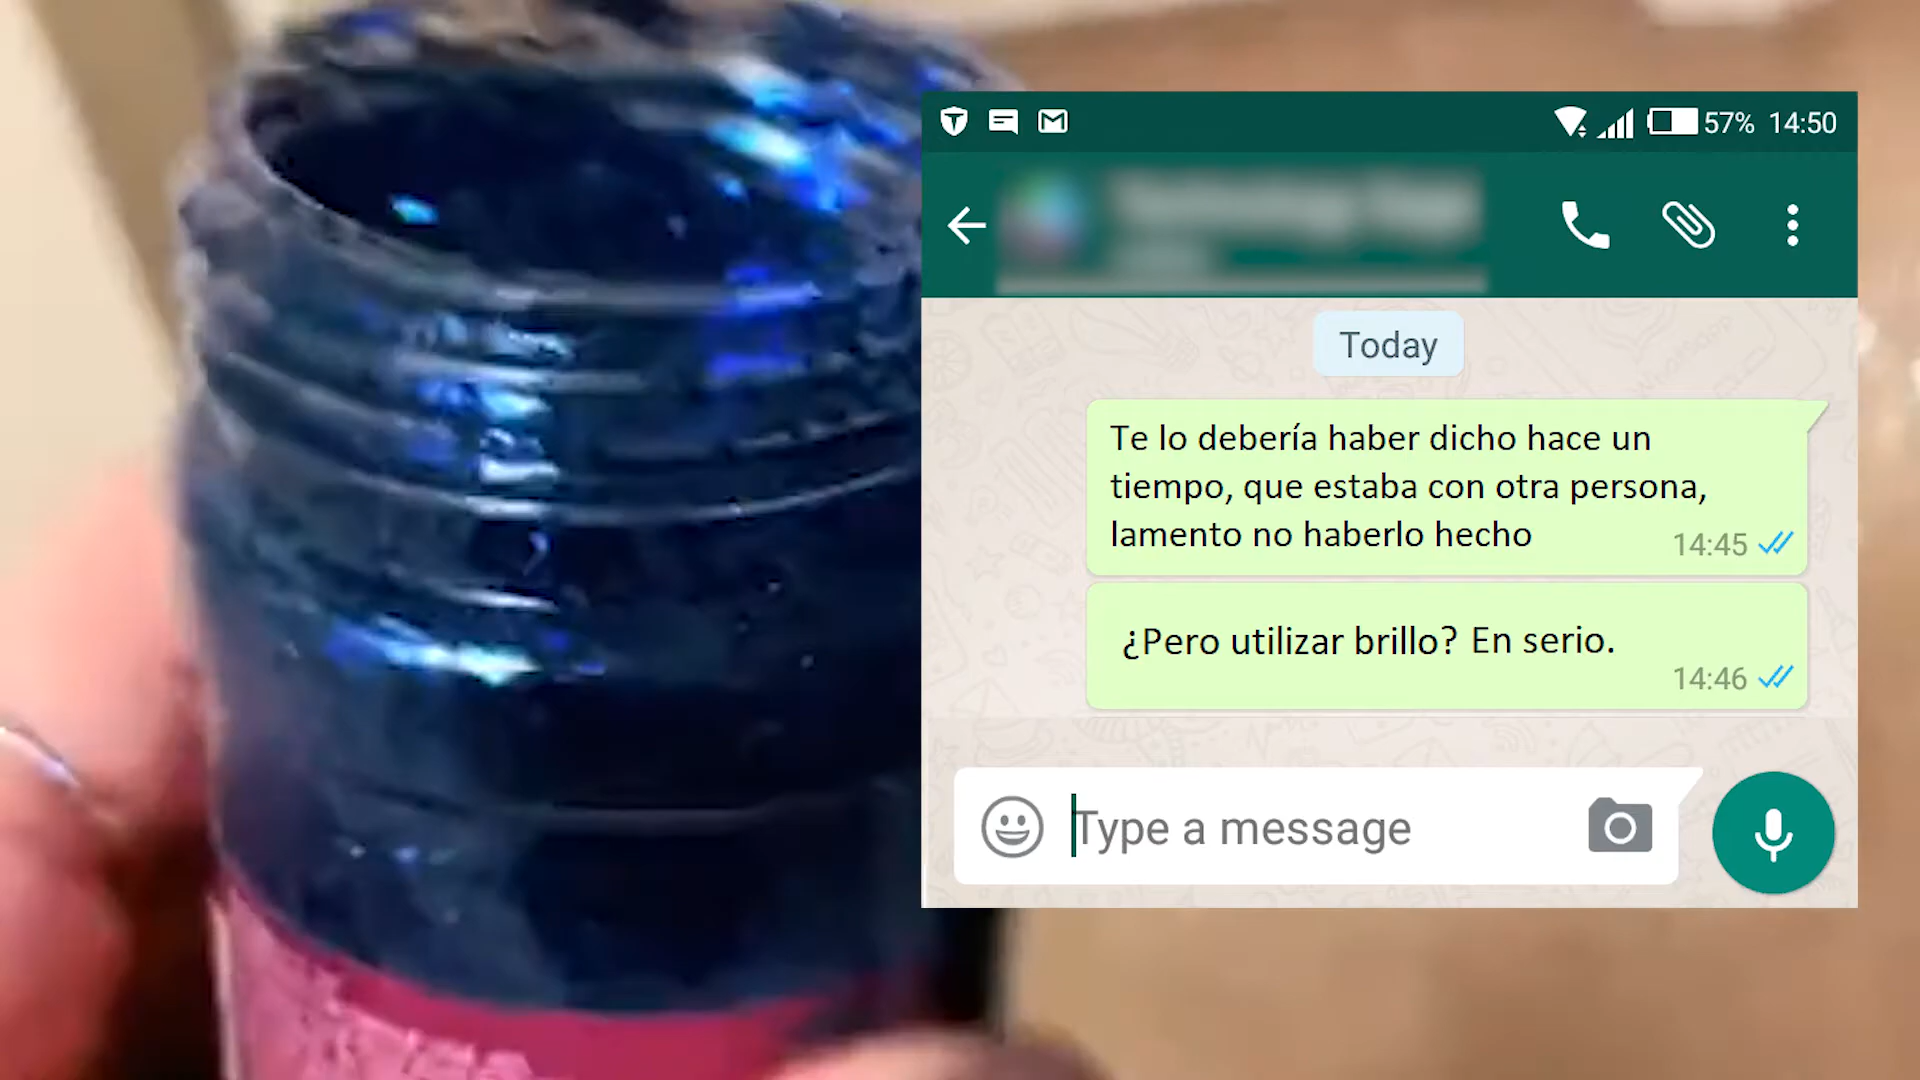 57% 14:50
Today
Te lo debería haber dicho hace un
tiempo, que estaba con otra persona,
lamento no haberlo hecho
14:45
¿Pero utilizar brillo? En serio.
14:46
Type a message